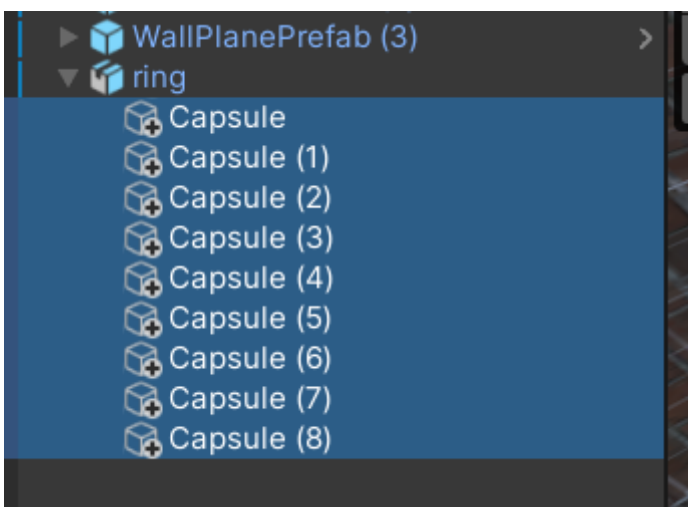 WallPlanePrefab (3)
ring
Capsule
Capsule (1)
Capsule (2)
Capsule (3)
Capsule (4)
Capsule (5)
Capsule (6)
Capsule (7)
Capsule (8)